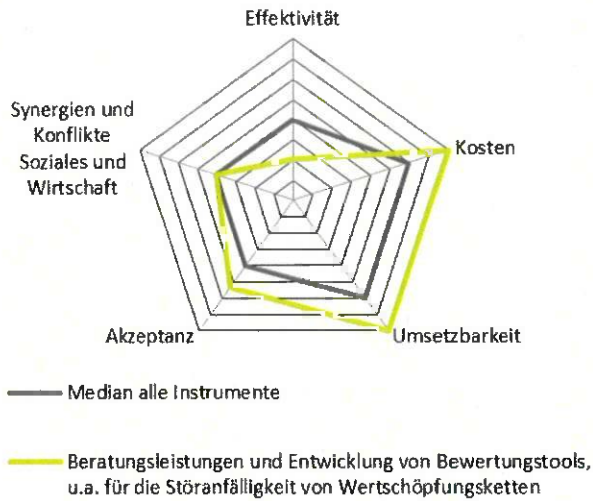 Effektivität
Synergien und
Konflikte
Soziales und
Wirtschaft
Kosten
Akzeptanz
Umsetzbarkeit
Median alle Instrumente
Beratungsleistungen und Entwicklung von Bewertungstools,
u.a. für die Störanfälligkeit von Wertschöpfungsketten